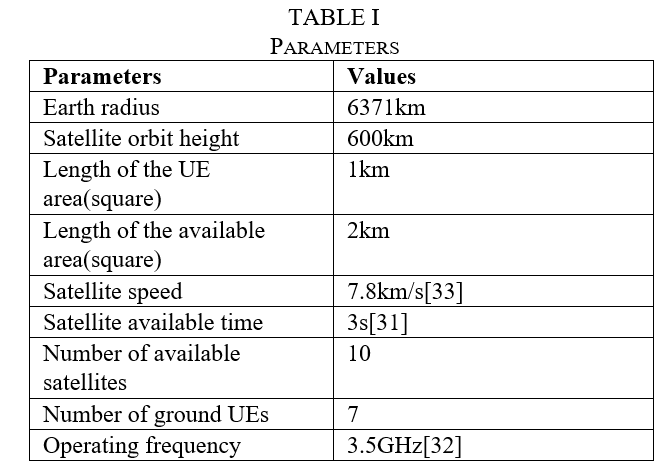 TABLE I
PARAMETERS
Parameters Values
Earth radius 6371km
Satellite orbit height 600km
Length of the UE 1km
area(square)
Length of the available 2km
area(square)
Satellite speed 7.8km/s[33]
Satellite available time 3s[31]
Number of available 10
satellites
Number of ground UEs 7
Operating frequency 3.5GHz[32]